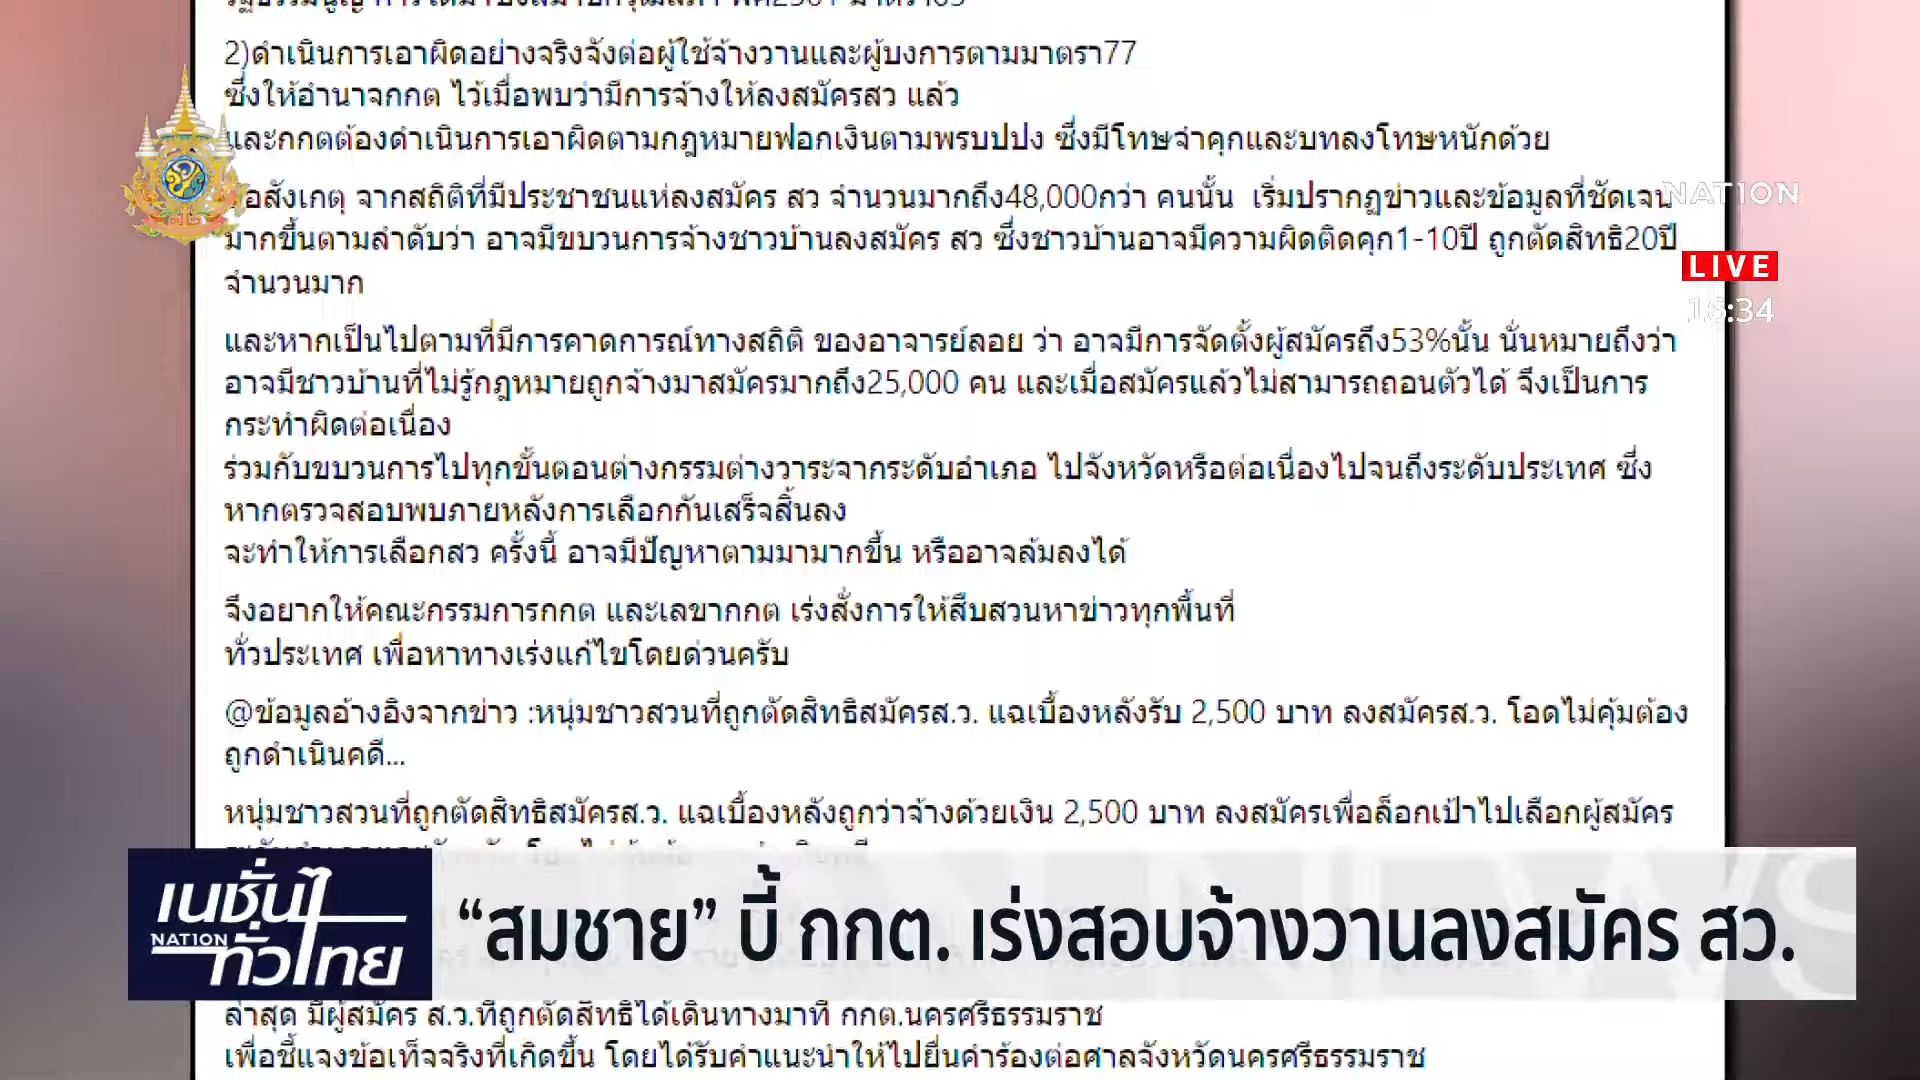 2)ดำเนินการเอาผิดอย่างจริงจังต่อผู้ใช้จ้างวานและผู้บงการตามมาตรา77
ซึ่งให้อำนาจกกต ไว้เมื่อพบว่ามีการจ้างให้ลงสมัครสว แล้ว
และกกตต้องดำเนินการเอาผิดตามกฎหมายฟอกเงินตามพรบปปง ซึ่งมีโทษจำคุกและบทลงโทษหนักด้วย
ข้อสังเกตุ จากสถิติที่มีประชาชนแห่ลงสมัคร สว จำนวนมากถึง48,000กว่า คนนั้น เริ่มปรากฏข่าวและข้อมูลที่ชัดเจน
NATION
มากขึ้นตามลำดับว่า อาจมีขบวนการจ้างชาวบ้านลงสมัคร สว ซึ่งชาวบ้านอาจมีความผิดติดคุก1-10ปี ถูกตัดสิทธิ20ปี
LIVE
จำนวนมาก
16:34
และหากเป็นไปตามที่มีการคาดการณ์ทางสถิติ ของอาจารย์ลอย ว่า อาจมีการจัดตั้งผู้สมัครถึง53%นั้น นั่นหมายถึงว่า
อาจมีชาวบ้านที่ไม่รู้กฎหมายถูกจ้างมาสมัครมากถึง25,000 คน และเมื่อสมัครแล้วไม่สามารถถอนตัวได้ จึงเป็นการ
กระทำผิดต่อเนื่อง
ร่วมกับขบวนการไปทุกขั้นตอนต่างกรรมต่างวาระจากระดับอำเภอ ไปจังหวัดหรือต่อเนื่องไปจนถึงระดับประเทศ ซึ่ง
หากตรวจสอบพบภายหลังการเลือกกันเสร็จสิ้นลง
จะทำให้การเลือกสว ครั้งนี้ อาจมีปัญหาตามมามากขึ้น หรืออาจล้มลงได้
จึงอยากให้คณะกรรมการกกต และเลขากกต เร่งสั่งการให้สืบสวนหาข่าวทุกพื้นที่
ทั่วประเทศ เพื่อหาทางเร่งแก้ไขโดยด่วนครับ
@ข้อมูลอ้างอิงจากข่าว :หนุ่มชาวสวนที่ถูกตัดสิทธิสมัครส.ว. แฉเบื้องหลังรับ 2,500 บาท ลงสมัครส.ว. โอดไม่คุ้มต้อง
ถูกดำเนินคดี...
หนุ่มชาวสวนที่ถูกตัดสิทธิสมัครส.ว. แฉเบื้องหลังถูกว่าจ้างด้วยเงิน 2,500 บาท ลงสมัครเพื่อล็อกเป้าไปเลือกผู้สมัคร
เนชั่น
NATION
ทั่วไทย
“สมชาย” บี้ กกต. เร่งสอบจ้างวานลงสมัคร สว.
ล่าสุด มีผู้สมัคร ส.ว.ที่ถูกตัดสิทธิได้เดินทางมาที่ กกต.นครศรีธรรมราช
เพื่อชี้แจงข้อเท็จจริงที่เกิดขึ้น โดยได้รับคำแนะนำให้ไปยื่นคำร้องต่อศาลจังหวัดนครศรีธรรมราช